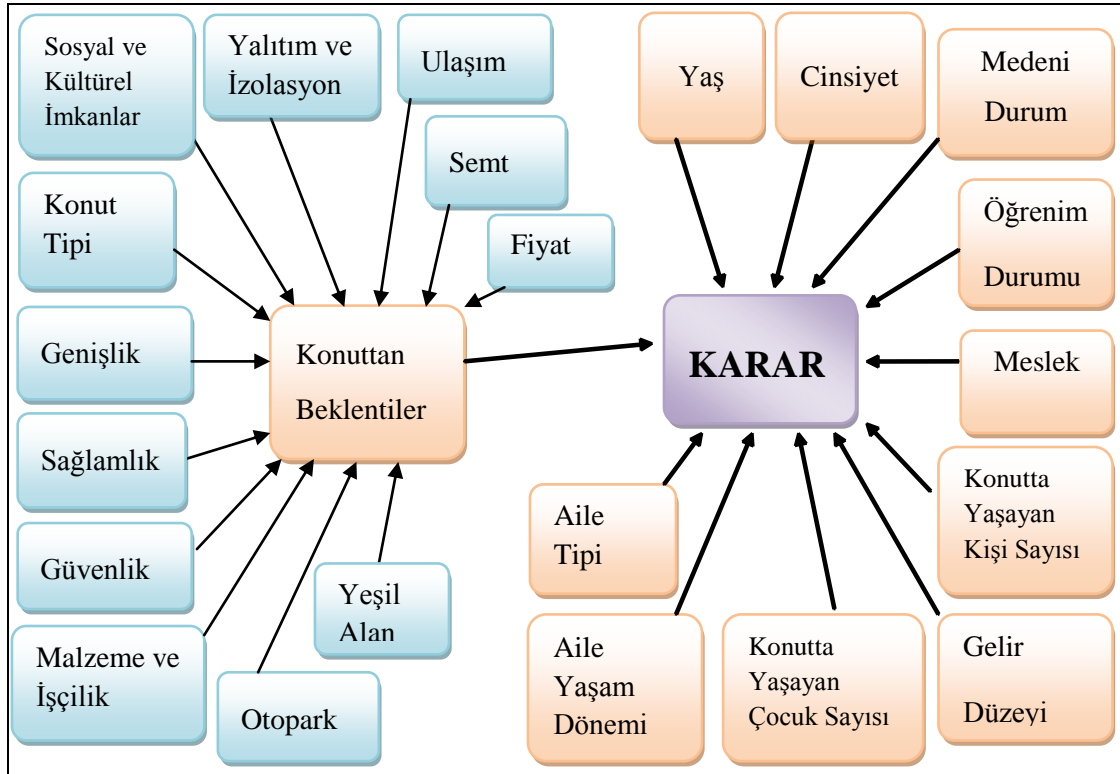 Sosyal ve
Kültürel
İmkanlar
Yalıtım ve
İzolasyon
Ulaşım
Semt
Fiyat
Konut
Tipi
Genişlik
Sağlamlık
Güvenlik
Malzeme ve
İşçilik
Otopark
Yeşil
Alan
Konuttan
Beklentiler
Yaş
Cinsiyet
Medeni
Durum
Öğrenim
Durumu
KARAR
Meslek
Konutta
Yaşayan
Kişi Sayısı
Aile
Tipi
Aile
Yaşam
Dönemi
Konutta
Yaşayan
Çocuk Sayısı
Gelir
Düzeyi